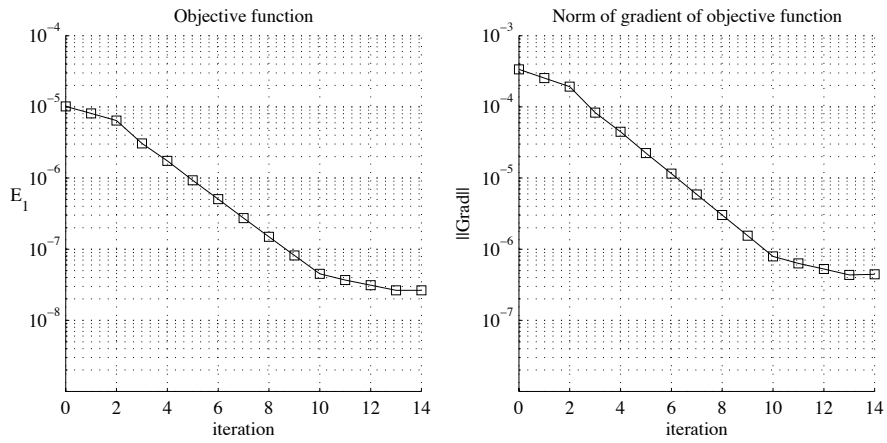 Objective function
10^-4
10^-5
10^-6
10^-7
10^-8
E_1
0 2 4 6 8 10 12 14
iteration
Norm of gradient of objective function
10^-3
10^-4
10^-5
10^-6
10^-7
||Grad||
0 2 4 6 8 10 12 14
iteration